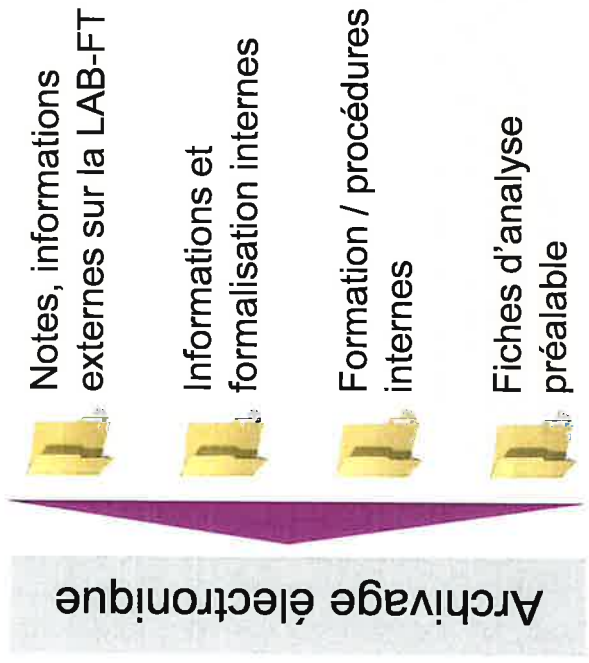 Archivage électronique
Notes, informations
externes sur la LAB-FT
Informations et
formalisation internes
Formation / procédures
internes
Fiches d'analyse
préalable